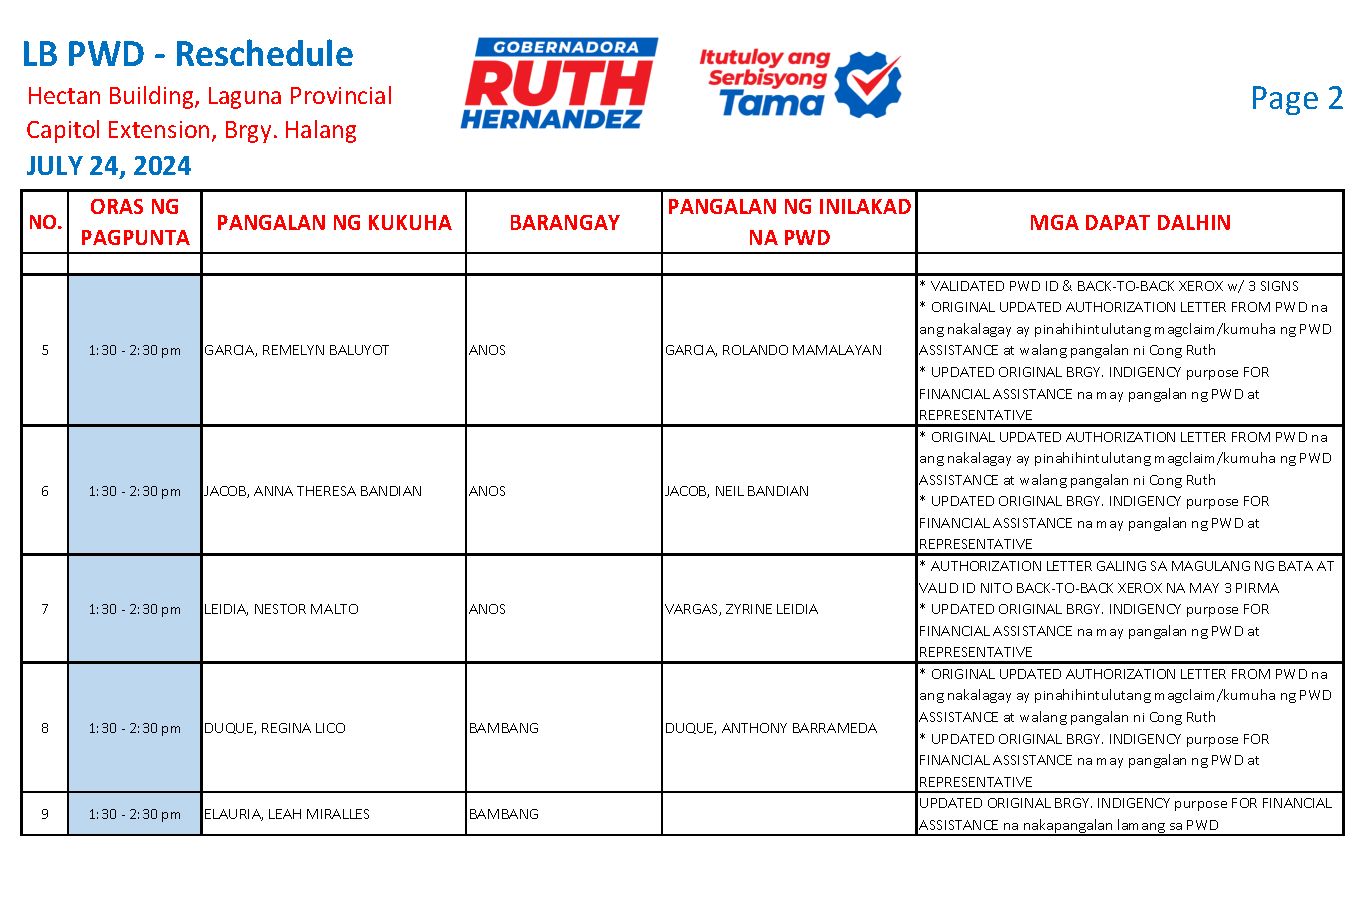 LB PWD - Reschedule
Hectan Building, Laguna Provincial
Capitol Extension, Brgy. Halang
JULY 24, 2024
GOBERNADORA
RUTH
HERNANDEZ
Itutuloy ang
Serbisyong
Tama
Page 2
NO.
ORAS NG
PAGPUNTA
PANGALAN NG KUKUHA
BARANGAY
PANGALAN NG INILAKAD
NA PWD
MGA DAPAT DALHIN
5
1:30 - 2:30 pm
GARCIA, REMELYN BALUYOT
ANOS
GARCIA, ROLANDO MAMALAYAN
* VALIDATED PWD ID & BACK-TO-BACK XEROX w/ 3 SIGNS
* ORIGINAL UPDATED AUTHORIZATION LETTER FROM PWD na
ang nakalagay ay pinahihintulutang magclaim/kumuha ng PWD
ASSISTANCE at walang pangalan ni Cong Ruth
* UPDATED ORIGINAL BRGY. INDIGENCY purpose FOR
FINANCIAL ASSISTANCE na may pangalan ng PWD at
REPRESENTATIVE
6
1:30 - 2:30 pm
JACOB, ANNA THERESA BANDIAN
ANOS
JACOB, NEIL BANDIAN
* ORIGINAL UPDATED AUTHORIZATION LETTER FROM PWD na
ang nakalagay ay pinahihintulutang magclaim/kumuha ng PWD
ASSISTANCE at walang pangalan ni Cong Ruth
* UPDATED ORIGINAL BRGY. INDIGENCY purpose FOR
FINANCIAL ASSISTANCE na may pangalan ng PWD at
REPRESENTATIVE
7
1:30 - 2:30 pm
LEIDIA, NESTOR MALTO
ANOS
VARGAS, ZYRINE LEIDIA
* AUTHORIZATION LETTER GALING SA MAGULANG NG BATA AT
VALID ID NITO BACK-TO-BACK XEROX NA MAY 3 PIRMA
* UPDATED ORIGINAL BRGY. INDIGENCY purpose FOR
FINANCIAL ASSISTANCE na may pangalan ng PWD at
REPRESENTATIVE
8
1:30 - 2:30 pm
DUQUE, REGINA LICO
BAMBANG
DUQUE, ANTHONY BARRAMEDA
* ORIGINAL UPDATED AUTHORIZATION LETTER FROM PWD na
ang nakalagay ay pinahihintulutang magclaim/kumuha ng PWD
ASSISTANCE at walang pangalan ni Cong Ruth
* UPDATED ORIGINAL BRGY. INDIGENCY purpose FOR
FINANCIAL ASSISTANCE na may pangalan ng PWD at
REPRESENTATIVE
9
1:30 - 2:30 pm
ELAURIA, LEAH MIRALLES
BAMBANG
UPDATED ORIGINAL BRGY. INDIGENCY purpose FOR FINANCIAL
ASSISTANCE na nakapangalan lamang sa PWD